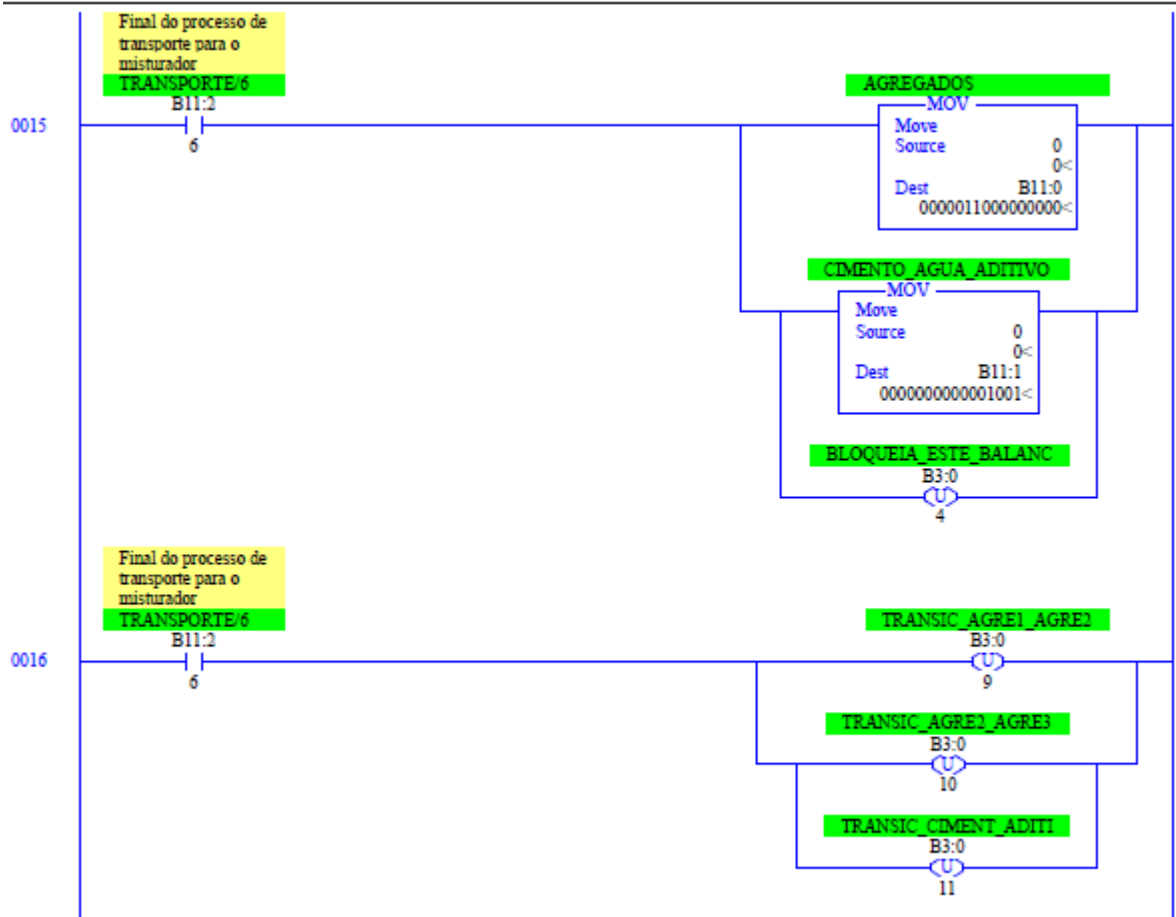 Final do processo de
transporte para o
misturador
TRANSPORTE/6
B11:2
0015
6
AGREGADOS
MOV
Move
Source 0
0<
Dest B11:0
0000011000000000<
CIMENTO_AGUA_ADITIVO
MOV
Move
Source 0
0<
Dest B11:1
0000000000001001<
BLOQUEIA_ESTE_BALANC
B3:0
U
4
Final do processo de
transporte para o
misturador
TRANSPORTE/6
B11:2
0016
6
TRANSIC_AGRE1_AGRE2
B3:0
U
9
TRANSIC_AGRE2_AGRE3
B3:0
U
10
TRANSIC_CIMENT_ADITI
B3:0
U
11